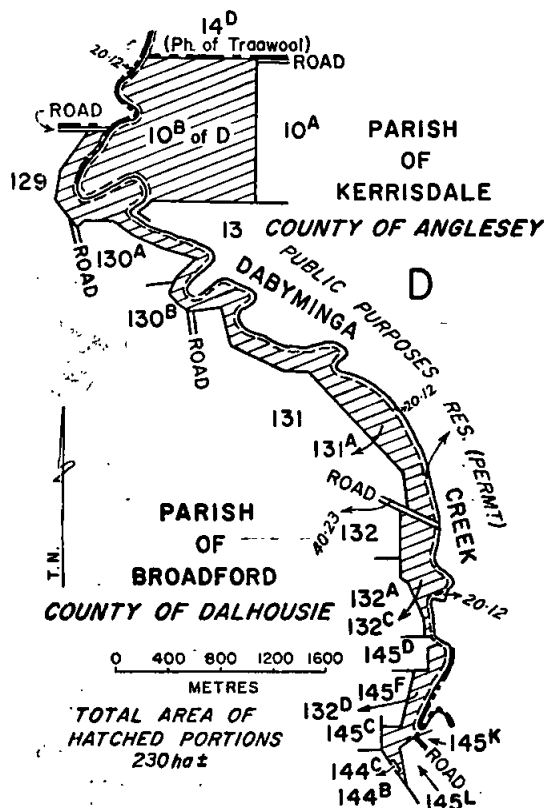 14D
(Ph. of Traawool)
20·12
ROAD
ROAD
10B of D
10A
PARISH
OF
KERRISDALE
129
13
COUNTY OF ANGLESEY
ROAD
130A
PUBLIC PURPOSES
DABYMINGA
D
130B
ROAD
20·12
RES. (PERMT)
131
131A
CREEK
ROAD
40·23
132
PARISH
OF
BROADFORD
T.N.
COUNTY OF DALHOUSIE
132A
20·12
132C
145D
0 400 800 1200 1600
METRES
145F
132D
TOTAL AREA OF
HATCHED PORTIONS
230ha±
145C
145K
ROAD
144C
144B
145L